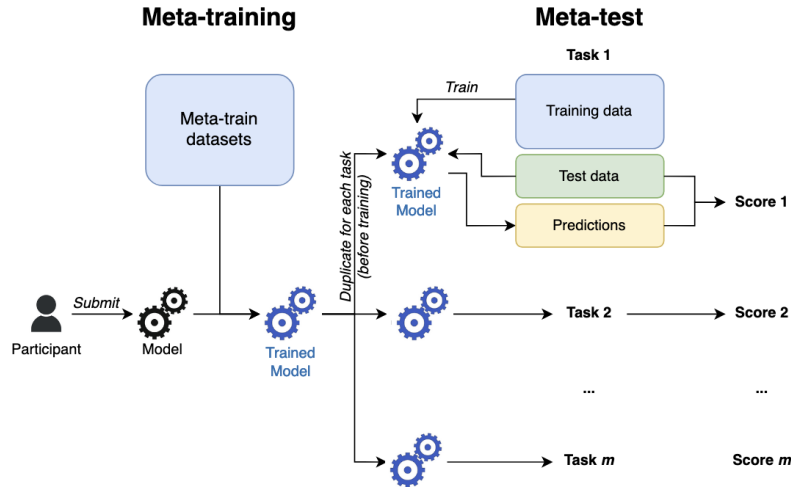 Meta-training
Meta-test
Task 1
Train
Training data
Meta-train
datasets
Test data
Trained
Model
Predictions
Score 1
Duplicate for each task
(before training)
Submit
Participant
Model
Trained
Model
Task 2
Score 2
...
...
Task m
Score m